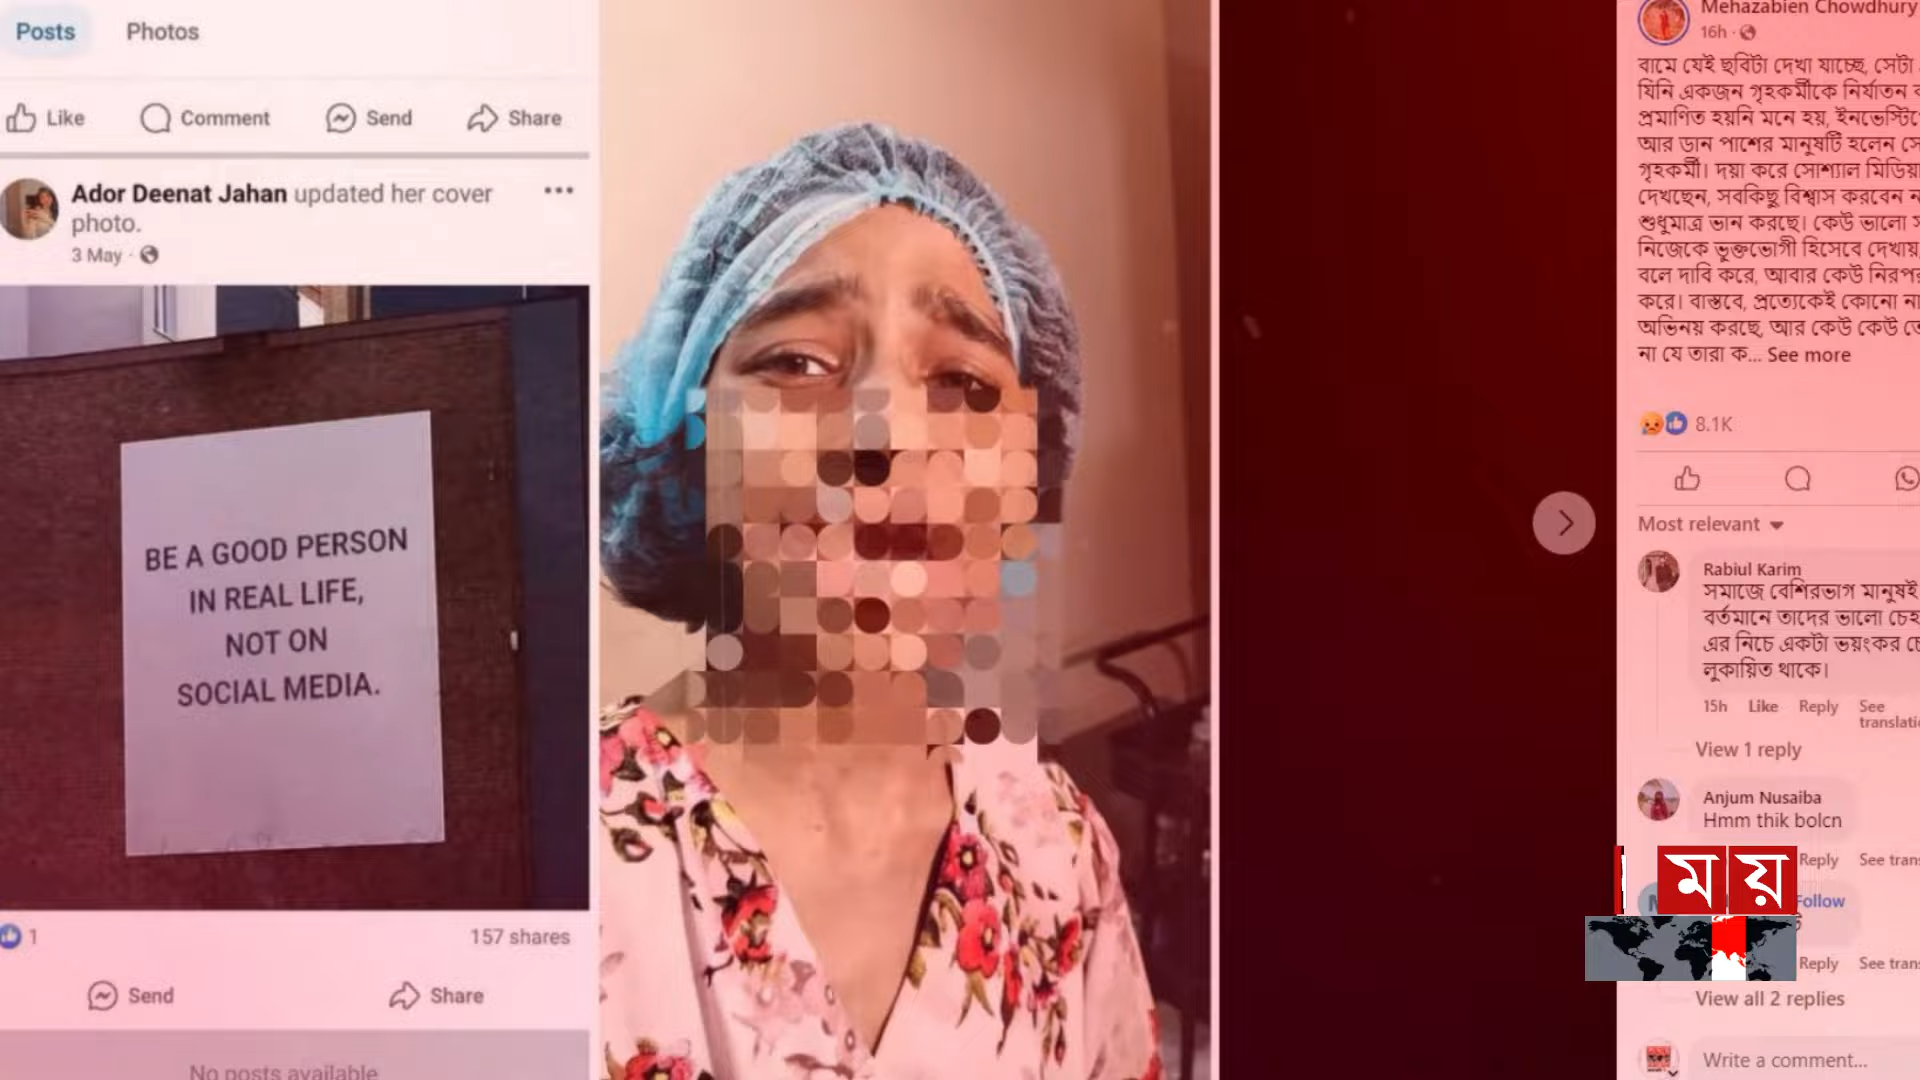 Posts Photos
Like Comment Send Share
Ador Deenat Jahan updated her cover
photo.
3 May
BE A GOOD PERSON
IN REAL LIFE,
NOT ON
SOCIAL MEDIA.
1 157 shares
Send Share
No posts available
Mehazabien Chowdhury
16h
বামে যেই ছবিটা দেখা যাচ্ছে, সেটা
যিনি একজন গৃহকর্মীকে নির্যাতন
প্রমাণিত হয়নি মনে হয়,
আর ডান পাশের মানুষটি হলেন
গৃহকর্মী। দয়া করে সোশ্যাল
দেখছেন, সবকিছু বিশ্বাস করবেন
শুধুমাত্র ভান করছে। কেউ ভালো
নিজেকে ভুক্তভোগী হিসেবে দেখায়,
বলে দাবি করে, আবার কেউ
করে। বাস্তবে, প্রত্যেকেই কোনো
অভিনয় করছে, আর কেউ কেউ
না যে তারা ক... See more
8.1K
Most relevant
Rabiul Karim
সমাজে বেশিরভাগ মানুষই
বর্তমানে তাদের ভালো
এর নিচে একটা ভয়ংকর
লুকায়িত থাকে।
15h Like Reply See
View 1 reply
Anjum Nusaiba
Hmm thik bolcn
Reply See
ময়
Follow
Reply See
View all 2 replies
Write a comment...